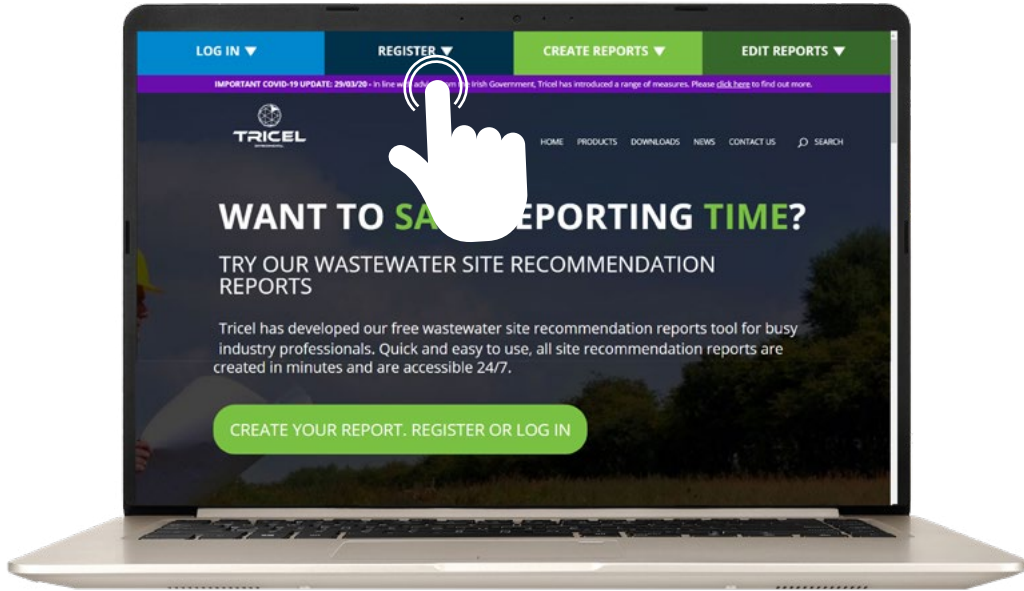 LOG IN ▼ REGISTER ▼ CREATE REPORTS ▼ EDIT REPORTS ▼
IMPORTANT COVID-19 UPDATE: 29/03/20 - In line with Irish Government, Tricel has introduced a range of measures. Please click here to find out more.
TRICEL
HOME PRODUCTS DOWNLOADS NEWS CONTACT US SEARCH
WANT TO TIME?
TRY OUR WASTEWATER SITE RECOMMENDATION
REPORTS
Tricel has developed our free wastewater site recommendation reports tool for busy
industry professionals. Quick and easy to use, all site recommendation reports are
created in minutes and are accessible 24/7.
CREATE YOUR REPORT. REGISTER OR LOG IN